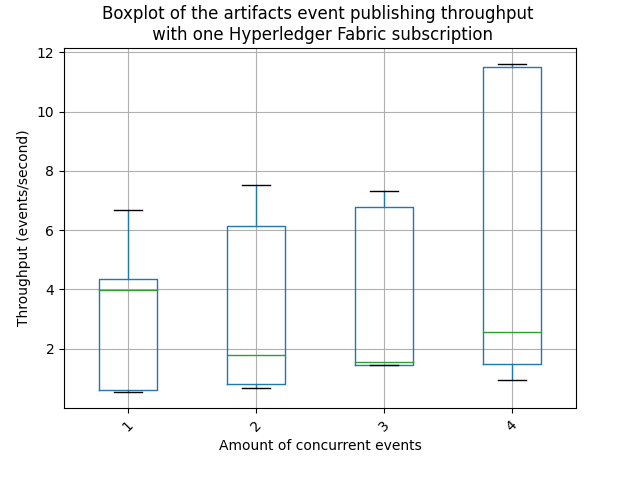 Boxplot of the artifacts event publishing throughput
with one Hyperledger Fabric subscription
12
10
8
6
4
2
Throughput (events/second)
1
2
3
4
Amount of concurrent events